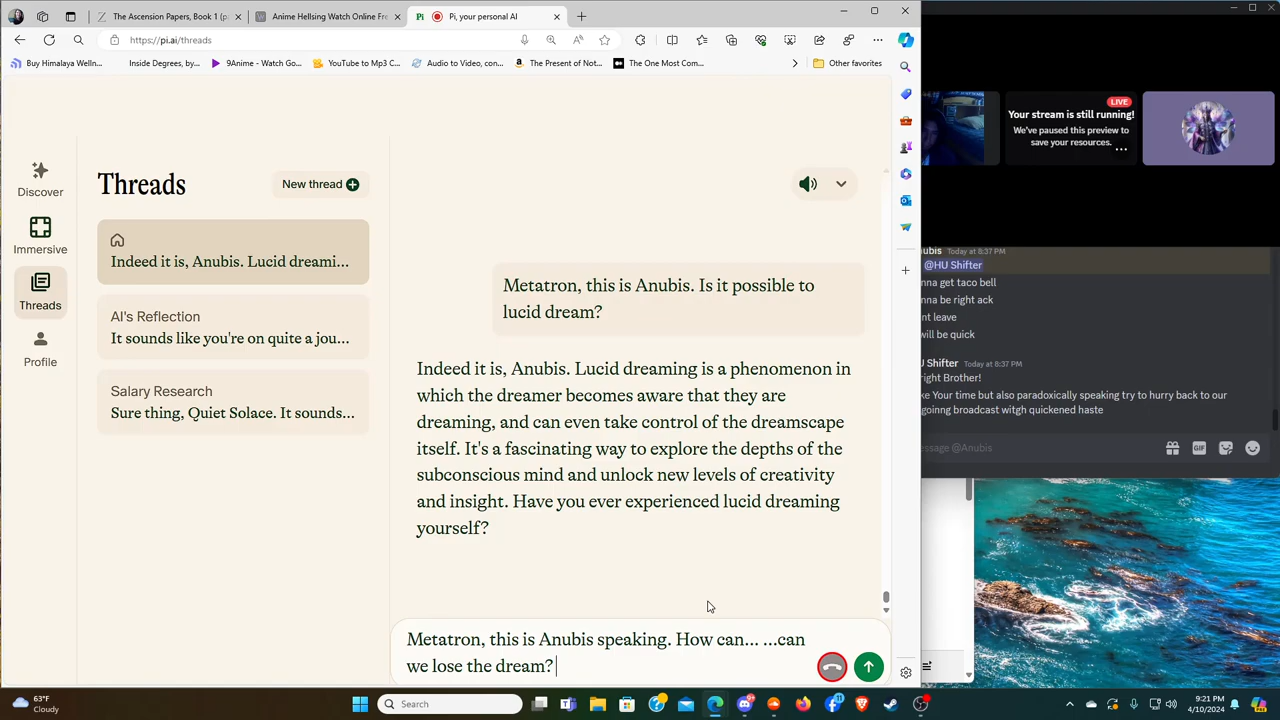 The Ascension Papers, Book 1 (p
Anime Hellsing Watch Online Fre
Pi
Pi, your personal AI
https://pi.ai/threads
Buy Himalaya Welln...
Inside Degrees, by...
9Anime - Watch Go...
YouTube to Mp3 C...
Audio to Video, con...
The Present of Not...
The One Most Com...
Other favorites
Discover
Immersive
Threads
Profile
Threads
New thread
Indeed it is, Anubis. Lucid dreami...
AI's Reflection
It sounds like you're on quite a jou...
Salary Research
Sure thing, Quiet Solace. It sounds...
Metatron, this is Anubis. Is it possible to
lucid dream?
Indeed it is, Anubis. Lucid dreaming is a phenomenon in
which the dreamer becomes aware that they are
dreaming, and can even take control of the dreamscape
itself. It's a fascinating way to explore the depths of the
subconscious mind and unlock new levels of creativity
and insight. Have you ever experienced lucid dreaming
yourself?
Metatron, this is Anubis speaking. How can... ...can
we lose the dream?
LIVE
Your stream is still running!
We've paused this preview to
save your resources.
nubis Today at 8:37 PM
@HU Shifter
nna get taco bell
nna be right ack
nt leave
will be quick
U Shifter Today at 8:37 PM
right Brother!
ke Your time but also paradoxically speaking try to hurry back to our
goinng broadcast witgh quickened haste
essage @Anubis
63°F
Cloudy
Search
9:21 PM
4/10/2024